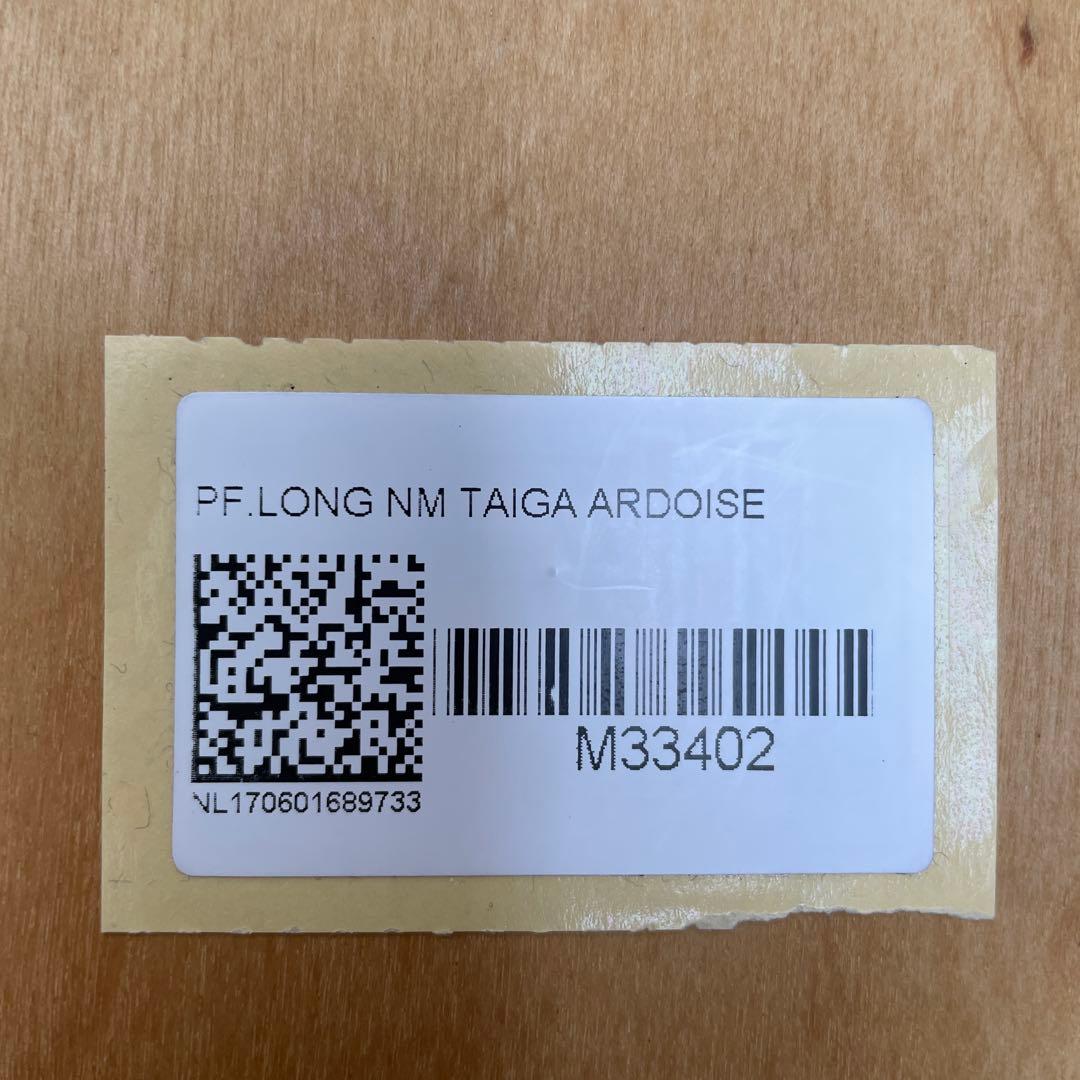 PF.LONG NM TAIGA ARDOISE
M33402
NL170601689733